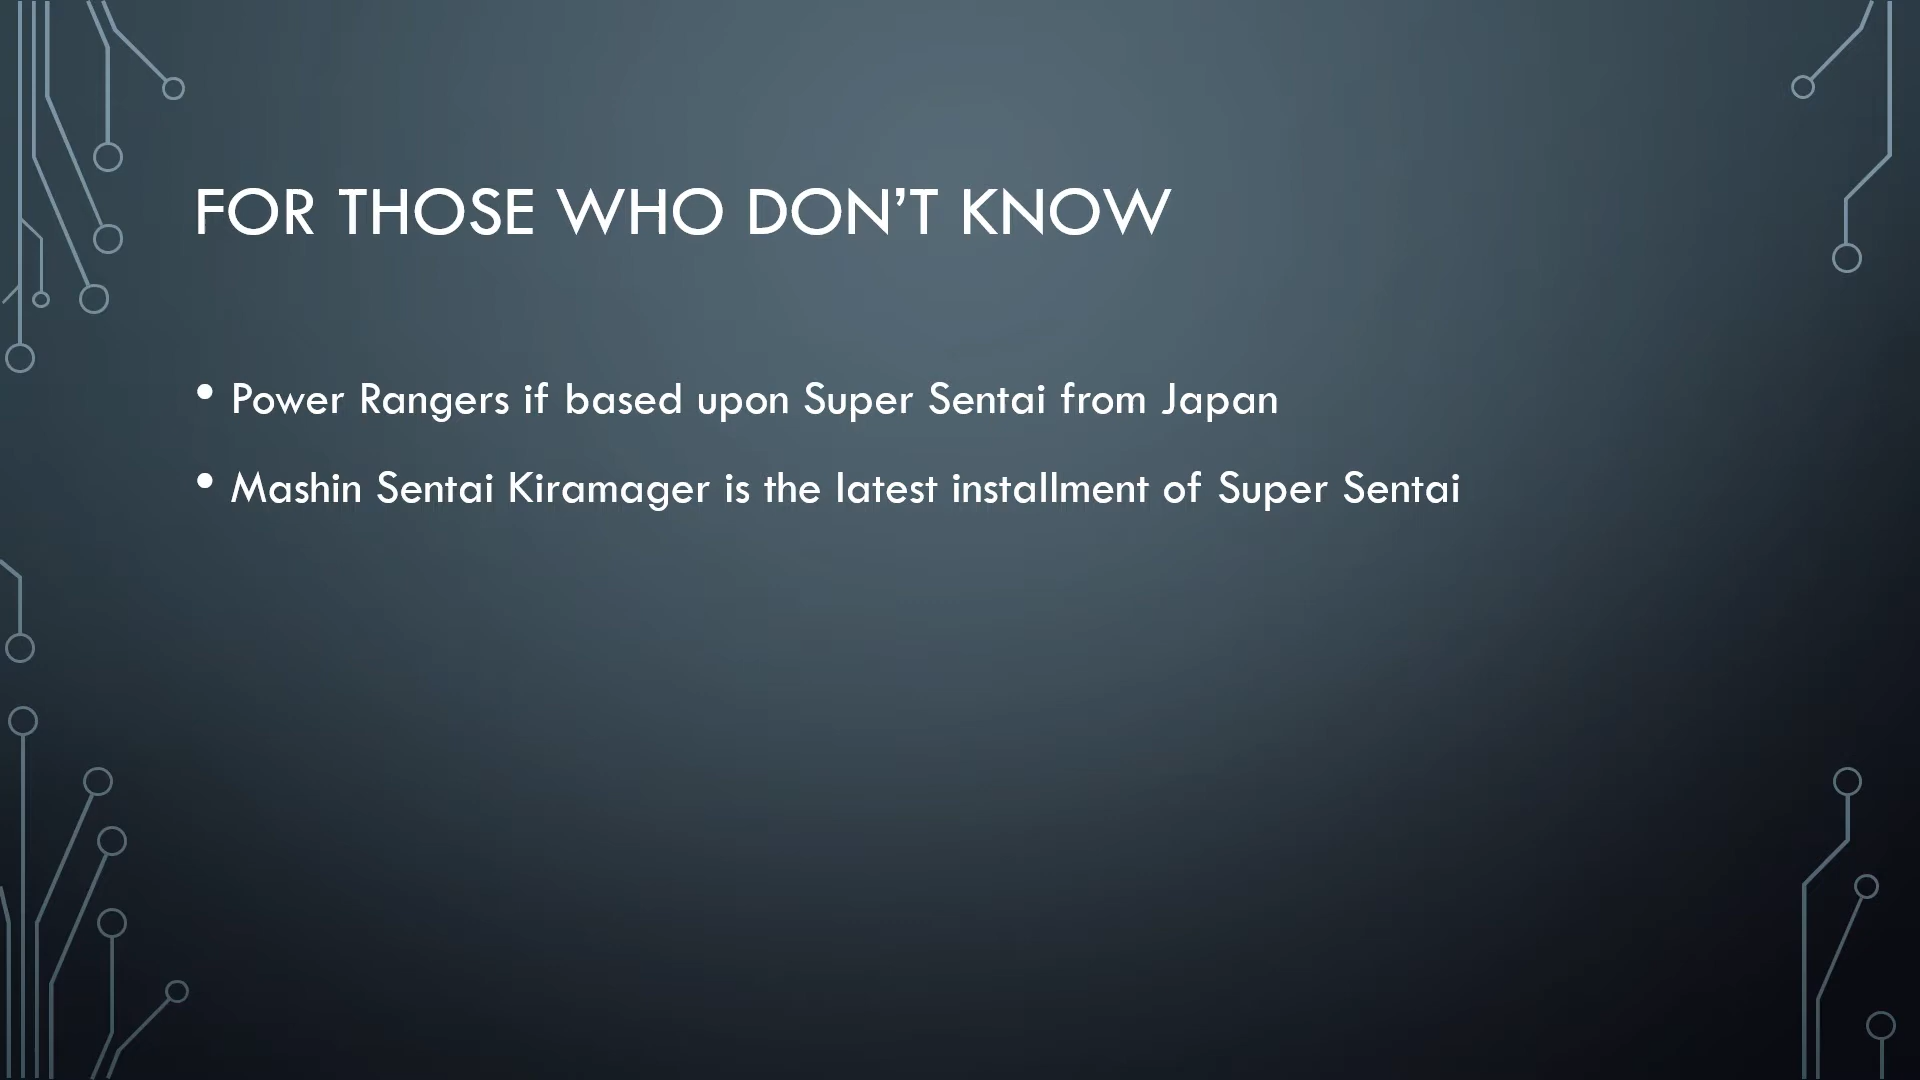 FOR THOSE WHO DON’T KNOW
• Power Rangers if based upon Super Sentai from Japan
• Mashin Sentai Kiramager is the latest installment of Super Sentai